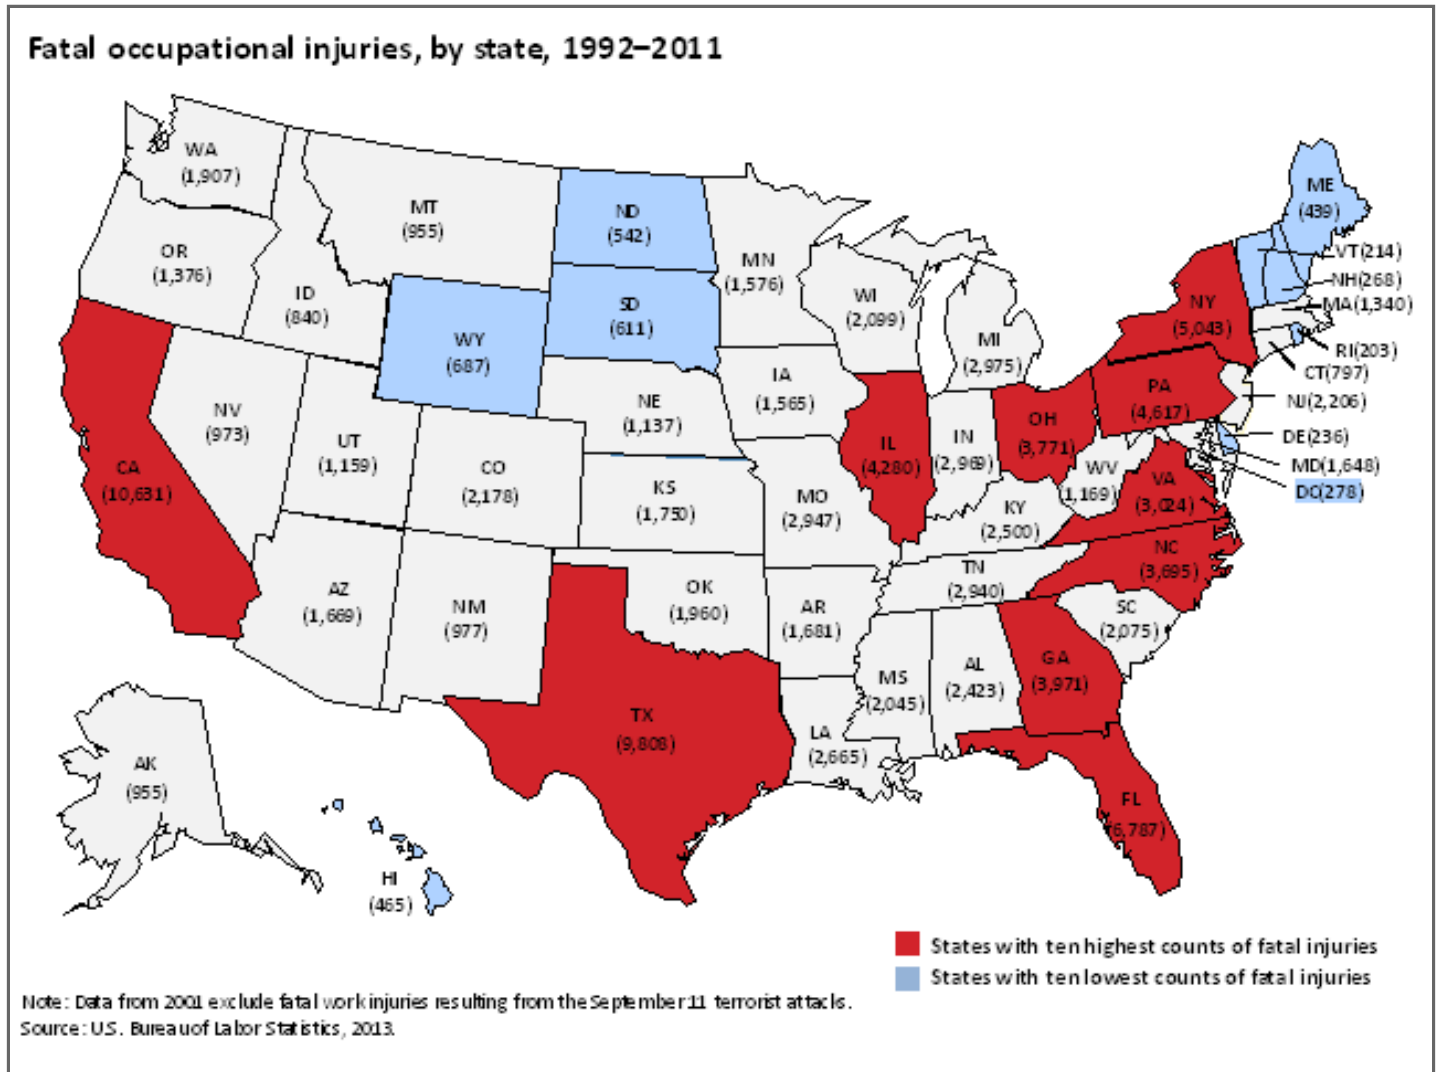 Fatal occupational injuries, by state, 1992–2011
WA
(1,907)
OR
(1,376)
CA
(10,631)
ID
(840)
NV
(973)
MT
(955)
WY
(687)
UT
(1,159)
AZ
(1,669)
CO
(2,178)
NM
(977)
ND
(542)
SD
(611)
NE
(1,137)
KS
(1,750)
OK
(1,960)
TX
(9,808)
MN
(1,576)
IA
(1,565)
MO
(2,947)
AR
(1,681)
LA
(2,665)
WI
(2,099)
IL
(4,280)
MI
(2,975)
IN
(2,969)
OH
(3,771)
KY
(2,500)
TN
(2,940)
MS
(2,045)
AL
(2,423)
GA
(3,971)
FL
(6,787)
SC
(2,075)
NC
(3,695)
VA
(3,024)
WV
(1,169)
PA
(4,617)
NY
(5,043)
ME
(439)
VT(214)
NH(268)
MA(1,340)
RI(203)
CT(797)
NJ(2,206)
DE(236)
MD(1,648)
DC(278)
AK
(955)
HI
(465)
States with ten highest counts of fatal injuries
States with ten lowest counts of fatal injuries
Note: Data from 2001 exclude fatal work injuries resulting from the September 11 terrorist attacks.
Source: U.S. Bureau of Labor Statistics, 2013.